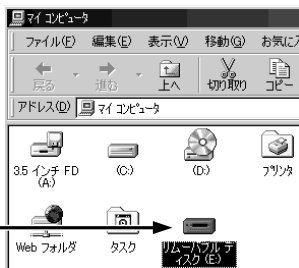 マイ コンピュータ
ファイル(F) 編集(E) 表示(V) 移動(G) お気に
戻る 進む 上へ 切り取り コピー
アドレス(D) マイ コンピュータ
3.5 インチ FD (A:) (C:) (D:) プリンタ
Web フォルダ タスク リムーバブル ディスク (E:)